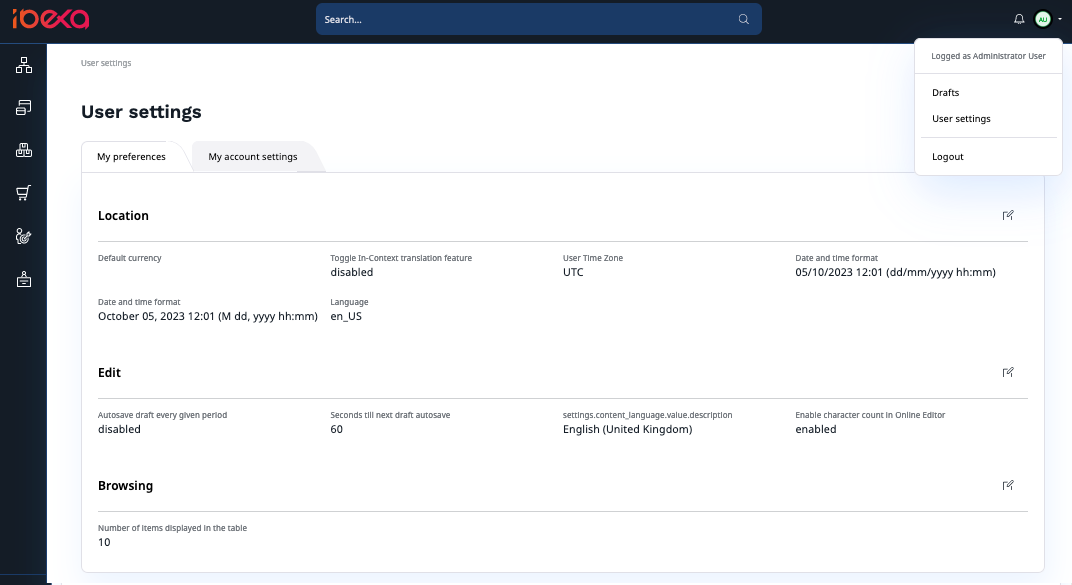 ibexa
Search...
AU
Logged as Administrator User
Drafts
User settings
Logout
User settings
User settings
My preferences
My account settings
Location
Default currency
Toggle In-Context translation feature
disabled
User Time Zone
UTC
Date and time format
05/10/2023 12:01 (dd/mm/yyyy hh:mm)
Date and time format
October 05, 2023 12:01 (M dd, yyyy hh:mm)
Language
en_US
Edit
Autosave draft every given period
disabled
Seconds till next draft autosave
60
settings.content_language.value.description
English (United Kingdom)
Enable character count in Online Editor
enabled
Browsing
Number of items displayed in the table
10